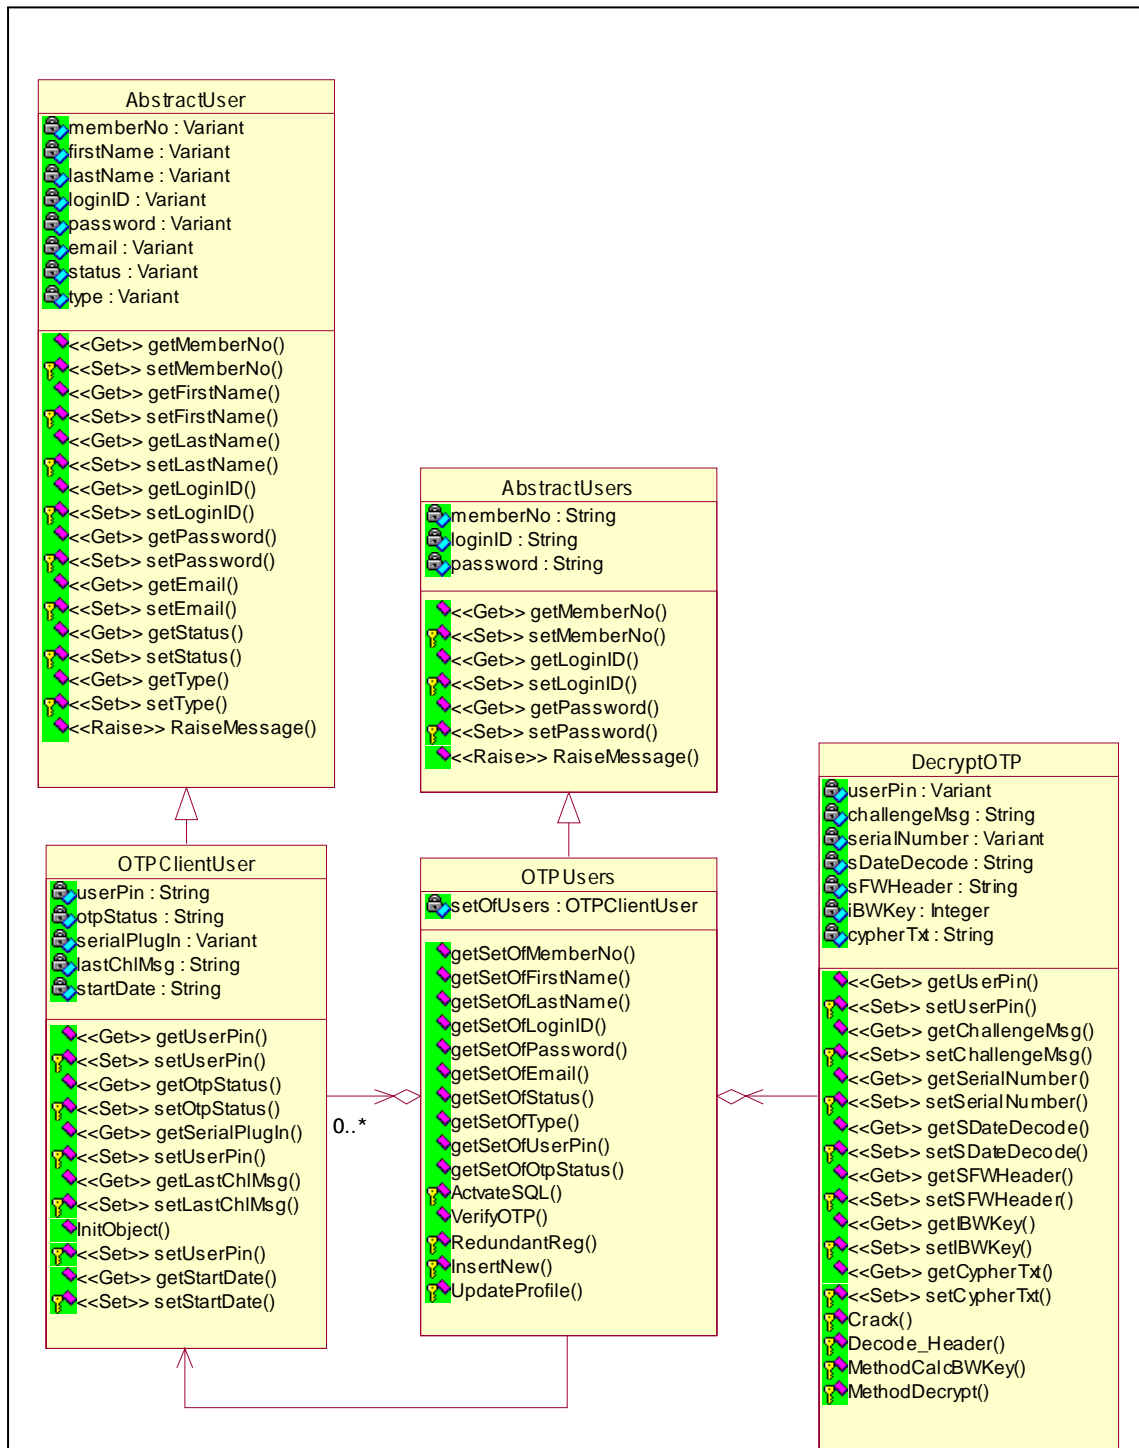 AbstractUser
memberNo : Variant
firstName : Variant
lastName : Variant
loginID : Variant
password : Variant
email : Variant
status : Variant
type : Variant
<<Get>> getMemberNo()
<<Set>> setMemberNo()
<<Get>> getFirstName()
<<Set>> setFirstName()
<<Get>> getLastName()
<<Set>> setLastName()
<<Get>> getLoginID()
<<Set>> setLoginID()
<<Get>> getPassword()
<<Set>> setPassword()
<<Get>> getEmail()
<<Set>> setEmail()
<<Get>> getStatus()
<<Set>> setStatus()
<<Get>> getType()
<<Set>> setType()
<<Raise>> RaiseMessage()
AbstractUsers
memberNo : String
loginID : String
password : String
<<Get>> getMemberNo()
<<Set>> setMemberNo()
<<Get>> getLoginID()
<<Set>> setLoginID()
<<Get>> getPassword()
<<Set>> setPassword()
<<Raise>> RaiseMessage()
OTPClientUser
userPin : String
otpStatus : String
serialPlugIn : Variant
lastChlMsg : String
startDate : String
<<Get>> getUserPin()
<<Set>> setUserPin()
<<Get>> getOtpStatus()
<<Set>> setOtpStatus()
<<Get>> getSerialPlugIn()
<<Set>> setUserPin()
<<Get>> getLastChlMsg()
<<Set>> setLastChlMsg()
InitObject()
<<Set>> setUserPin()
<<Get>> getStartDate()
<<Set>> setStartDate()
0..*
OTPUsers
setOfUsers : OTPClientUser
getSetOfMemberNo()
getSetOfFirstName()
getSetOfLastName()
getSetOfLoginID()
getSetOfPassword()
getSetOfEmail()
getSetOfStatus()
getSetOfType()
getSetOfUserPin()
getSetOfOtpStatus()
ActvateSQL()
VerifyOTP()
RedundantReg()
InsertNew()
UpdateProfile()
DecryptOTP
userPin : Variant
challengeMsg : String
serialNumber : Variant
sDateDecode : String
sFWHeader : String
iBWKey : Integer
cypherTxt : String
<<Get>> getUserPin()
<<Set>> setUserPin()
<<Get>> getChallengeMsg()
<<Set>> setChallengeMsg()
<<Get>> getSerialNumber()
<<Set>> setSerialNumber()
<<Get>> getSDateDecode()
<<Set>> setSDateDecode()
<<Get>> getSFWHeader()
<<Set>> setSFWHeader()
<<Get>> getIBWKey()
<<Set>> setIBWKey()
<<Get>> getCypherTxt()
<<Set>> setCypherTxt()
Crack()
Decode_Header()
MethodCalcBWKey()
MethodDecrypt()